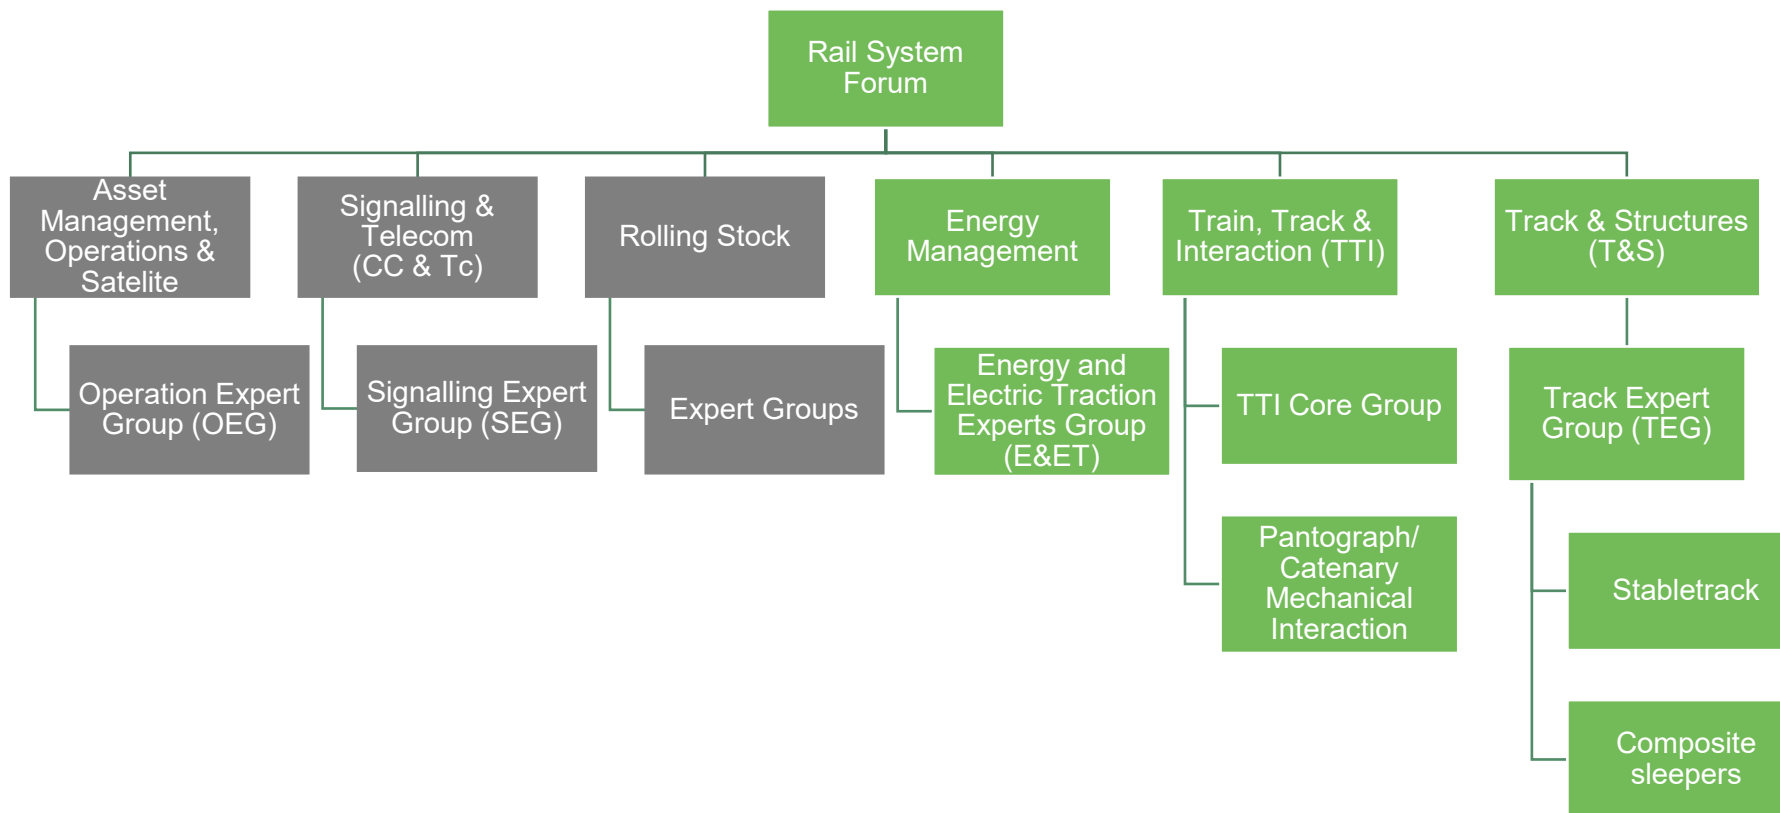 Rail System
Forum
Asset
Management,
Operations &
Satelite
Signalling &
Telecom
(CC & Tc)
Rolling Stock
Energy
Management
Train, Track &
Interaction (TTI)
Track & Structures
(T&S)
Operation Expert
Group (OEG)
Signalling Expert
Group (SEG)
Expert Groups
Energy and
Electric Traction
Experts Group
(E&ET)
TTI Core Group
Track Expert
Group (TEG)
Pantograph/
Catenary
Mechanical
Interaction
Stabletrack
Composite
sleepers